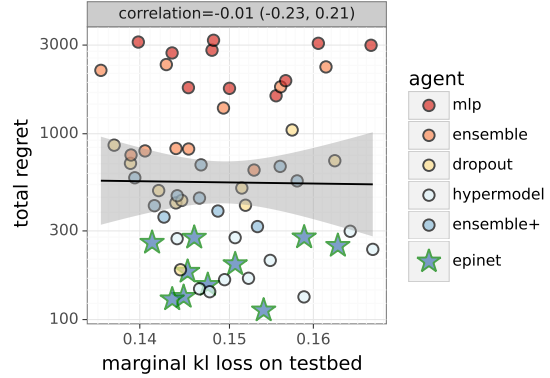 correlation=-0.01 (-0.23, 0.21)
3000
1000
300
100
total regret
0.14
0.15
0.16
marginal kl loss on testbed
agent
mlp
ensemble
dropout
hypermodel
ensemble+
epinet